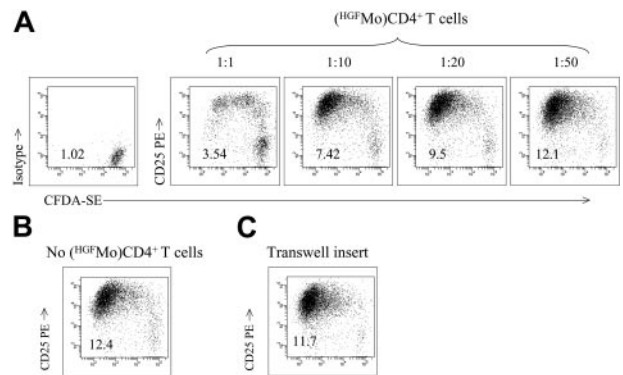 A
(HGFMo)CD4+ T cells
1:1 1:10 1:20 1:50
Isotype →
1.02
CD25 PE →
3.54
7.42
9.5
12.1
CFDA-SE
B
No (HGFMo)CD4+ T cells
CD25 PE →
12.4
C
Transwell insert
CD25 PE →
11.7